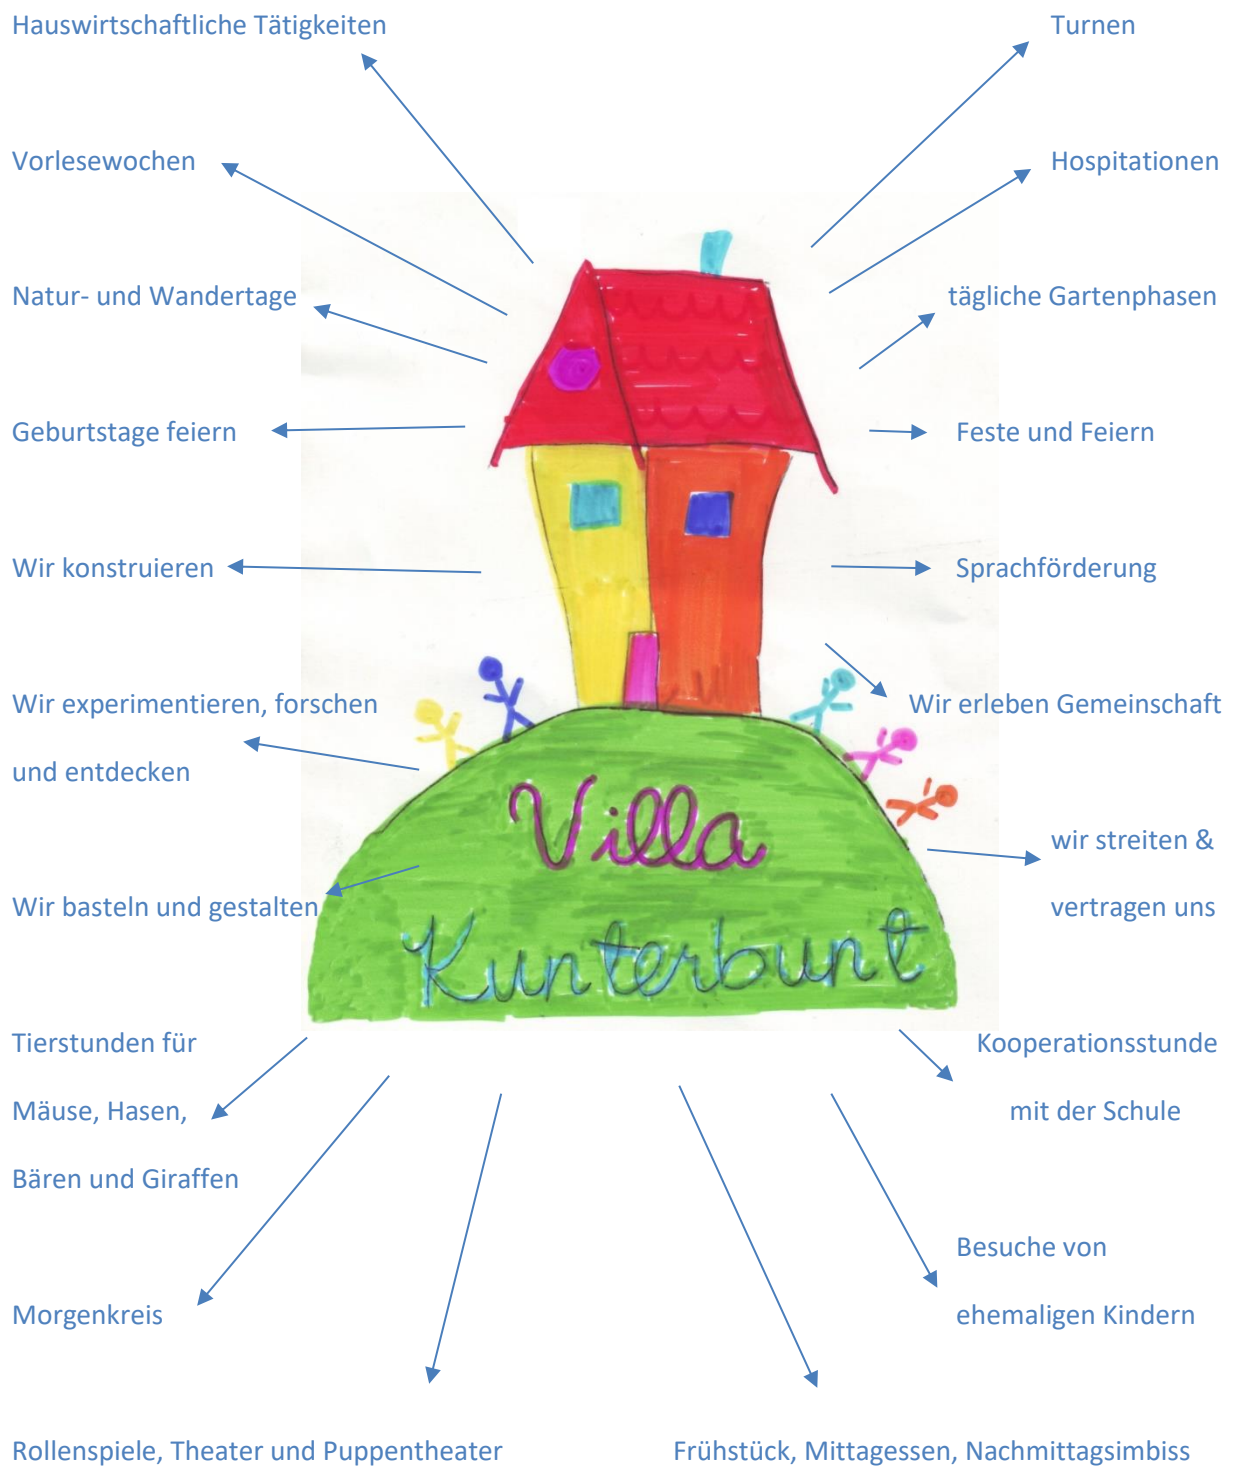 Hauswirtschaftliche Tätigkeiten
Turnen
Vorlesewochen
Hospitationen
Natur- und Wandertage
tägliche Gartenphasen
Geburtstage feiern
Feste und Feiern
Wir konstruieren
Sprachförderung
Wir experimentieren, forschen
und entdecken
Wir erleben Gemeinschaft
Villa
Kunterbunt
wir streiten &
vertragen uns
Wir basteln und gestalten
Tierstunden für
Mäuse, Hasen,
Bären und Giraffen
Kooperationsstunde
mit der Schule
Besuche von
ehemaligen Kindern
Morgenkreis
Rollenspiele, Theater und Puppentheater
Frühstück, Mittagessen, Nachmittagsimbiss